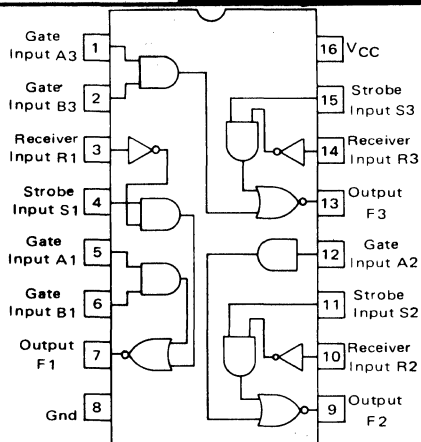 Gate
Input A3
1
Gate
Input B3
2
Receiver
Input R1
3
Strobe
Input S1
4
Gate
Input A1
5
Gate
Input B1
6
Output
F1
7
Gnd
8
16
VCC
15
Strobe
Input S3
14
Receiver
Input R3
13
Output
F3
12
Gate
Input A2
11
Strobe
Input S2
10
Receiver
Input R2
9
Output
F2